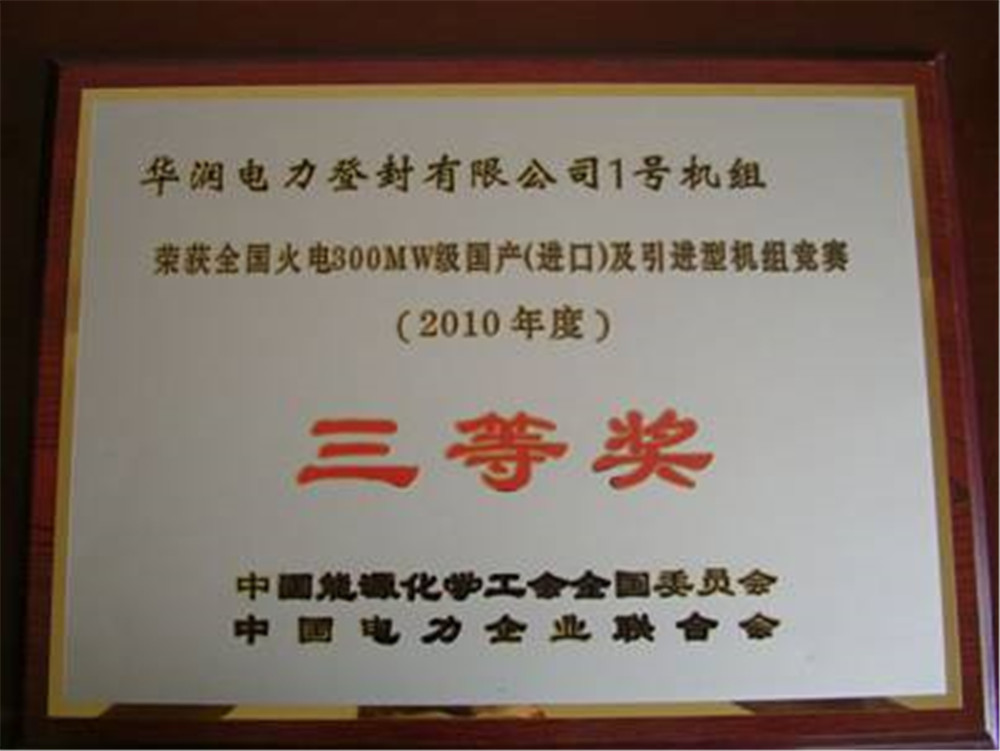 华润电力登封有限公司1号机组
荣获全国火电300MW级国产(进口)及引进型机组竞赛
(2010年度)
三等奖
中国能源化学工会全国委员会
中国电力企业联合会